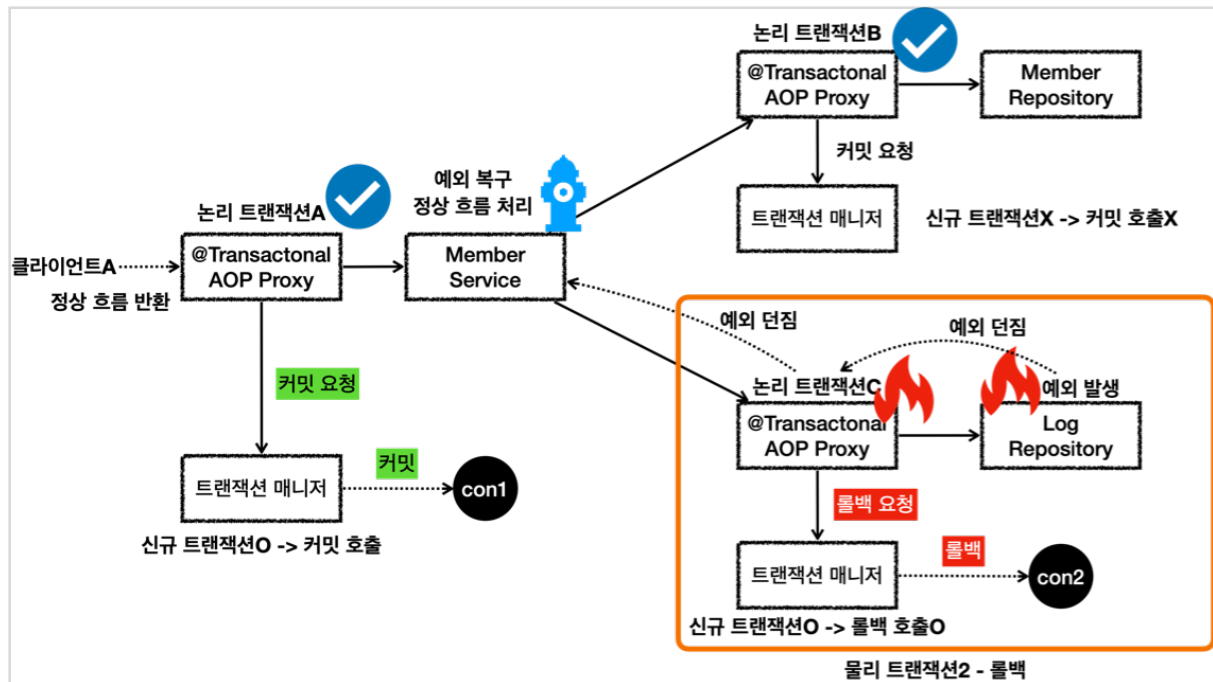 논리 트랜잭션B
@Transactonal
AOP Proxy
Member
Repository
커밋 요청
트랜잭션 매니저
신규 트랜잭션X -> 커밋 호출X
예외 복구
정상 흐름 처리
논리 트랜잭션A
클라이언트A
@Transactonal
AOP Proxy
Member
Service
정상 흐름 반환
커밋 요청
트랜잭션 매니저
커밋
con1
신규 트랜잭션O -> 커밋 호출
예외 던짐
예외 던짐
논리 트랜잭션C
예외 발생
@Transactonal
AOP Proxy
Log
Repository
롤백 요청
트랜잭션 매니저
롤백
con2
신규 트랜잭션O -> 롤백 호출O
물리 트랜잭션2 - 롤백